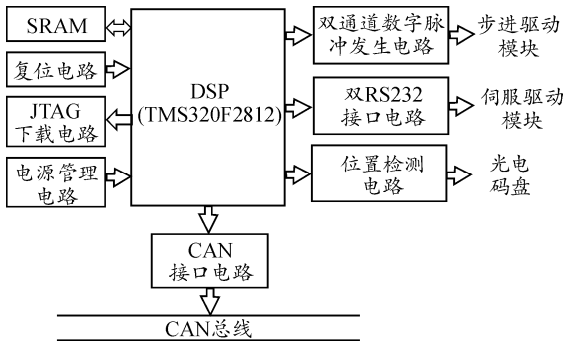 SRAM
复位电路
JTAG
下载电路
电源管理
电路
DSP
(TMS320F2812)
双通道数字脉
冲发生电路
步进驱动
模块
双RS232
接口电路
伺服驱动
模块
位置检测
电路
光电
码盘
CAN
接口电路
CAN总线